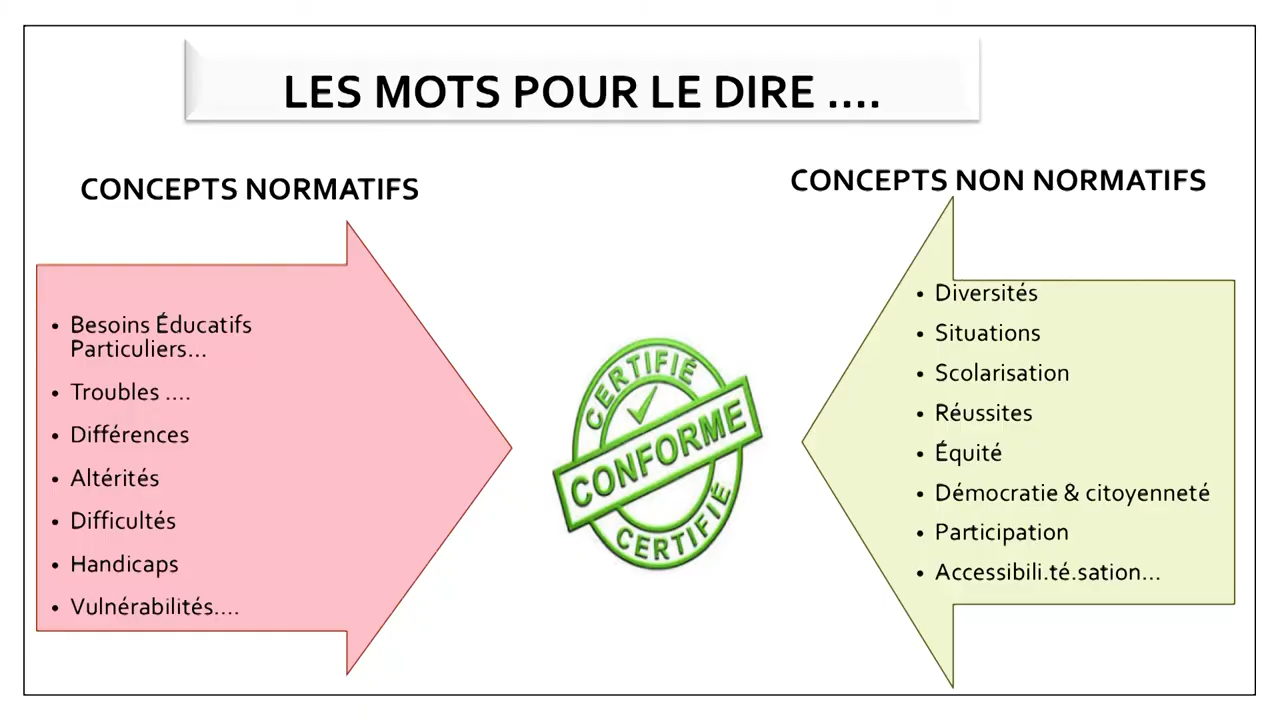 LES MOTS POUR LE DIRE ....
CONCEPTS NORMATIFS
• Besoins Éducatifs
Particuliers...
• Troubles ....
• Différences
• Altérités
• Difficultés
• Handicaps
• Vulnérabilités....
CERTIFIÉ
CONFORME
CERTIFIÉ
CONCEPTS NON NORMATIFS
• Diversités
• Situations
• Scolarisation
• Réussites
• Équité
• Démocratie & citoyenneté
• Participation
• Accessibili.té.sation...